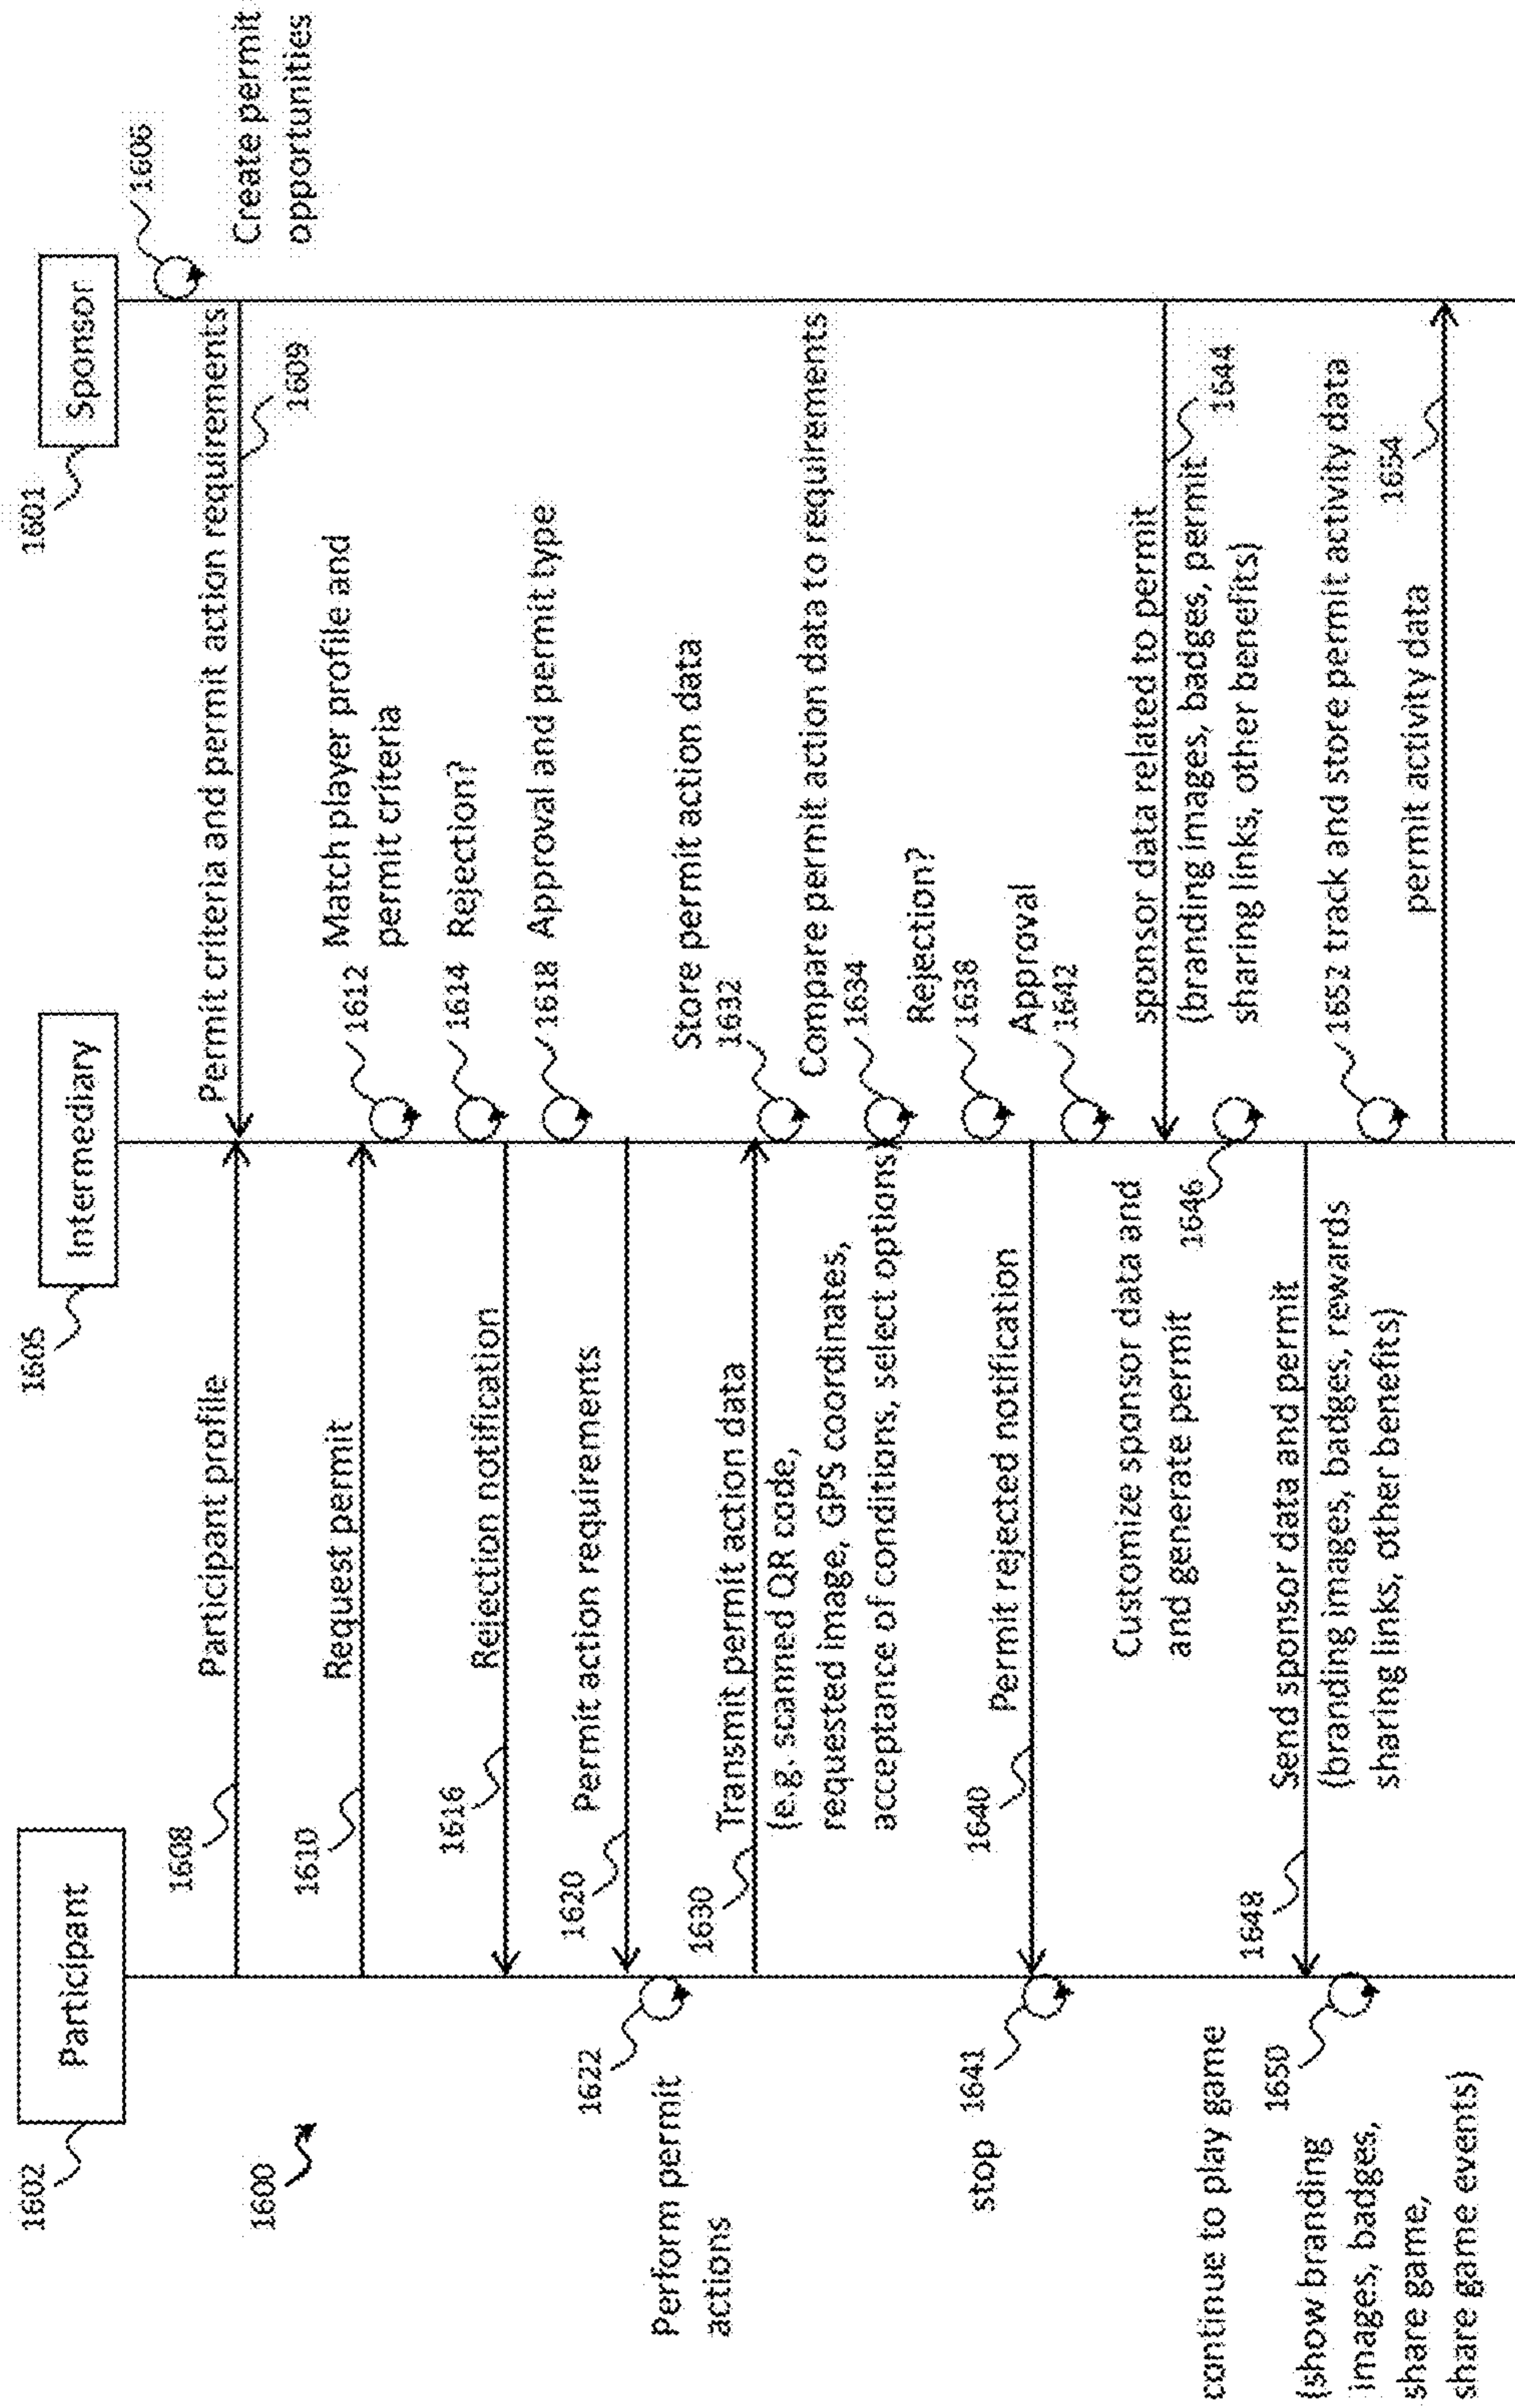 1602
Participant
1605
Intermediary
1601
Sponsor
1606
Create permit
opportunities
1600
1608
Participant profile
Permit criteria and permit action requirements
1609
1610
Request permit
1612
Match player profile and
permit criteria
1614
Rejection?
1616
Rejection notification
1618
Approval and permit type
1620
Permit action requirements
1622
Perform permit
actions
1630
Transmit permit action data
(e.g. scanned QR code,
requested image, GPS coordinates,
acceptance of conditions, select options)
Store permit action data
1632
Compare permit action data to requirements
1634
Rejection?
1638
1640
Permit rejected notification
stop
1641
Approval
1642
sponsor data related to permit
(branding images, badges, permit
sharing links, other benefits)
1644
Customize sponsor data and
and generate permit
1646
1648
Send sponsor data and permit
(branding images, badges, rewards
sharing links, other benefits)
continue to play game
1650
(show branding
images, badges,
share game,
share game events)
1652 track and store permit activity data
permit activity data
1654